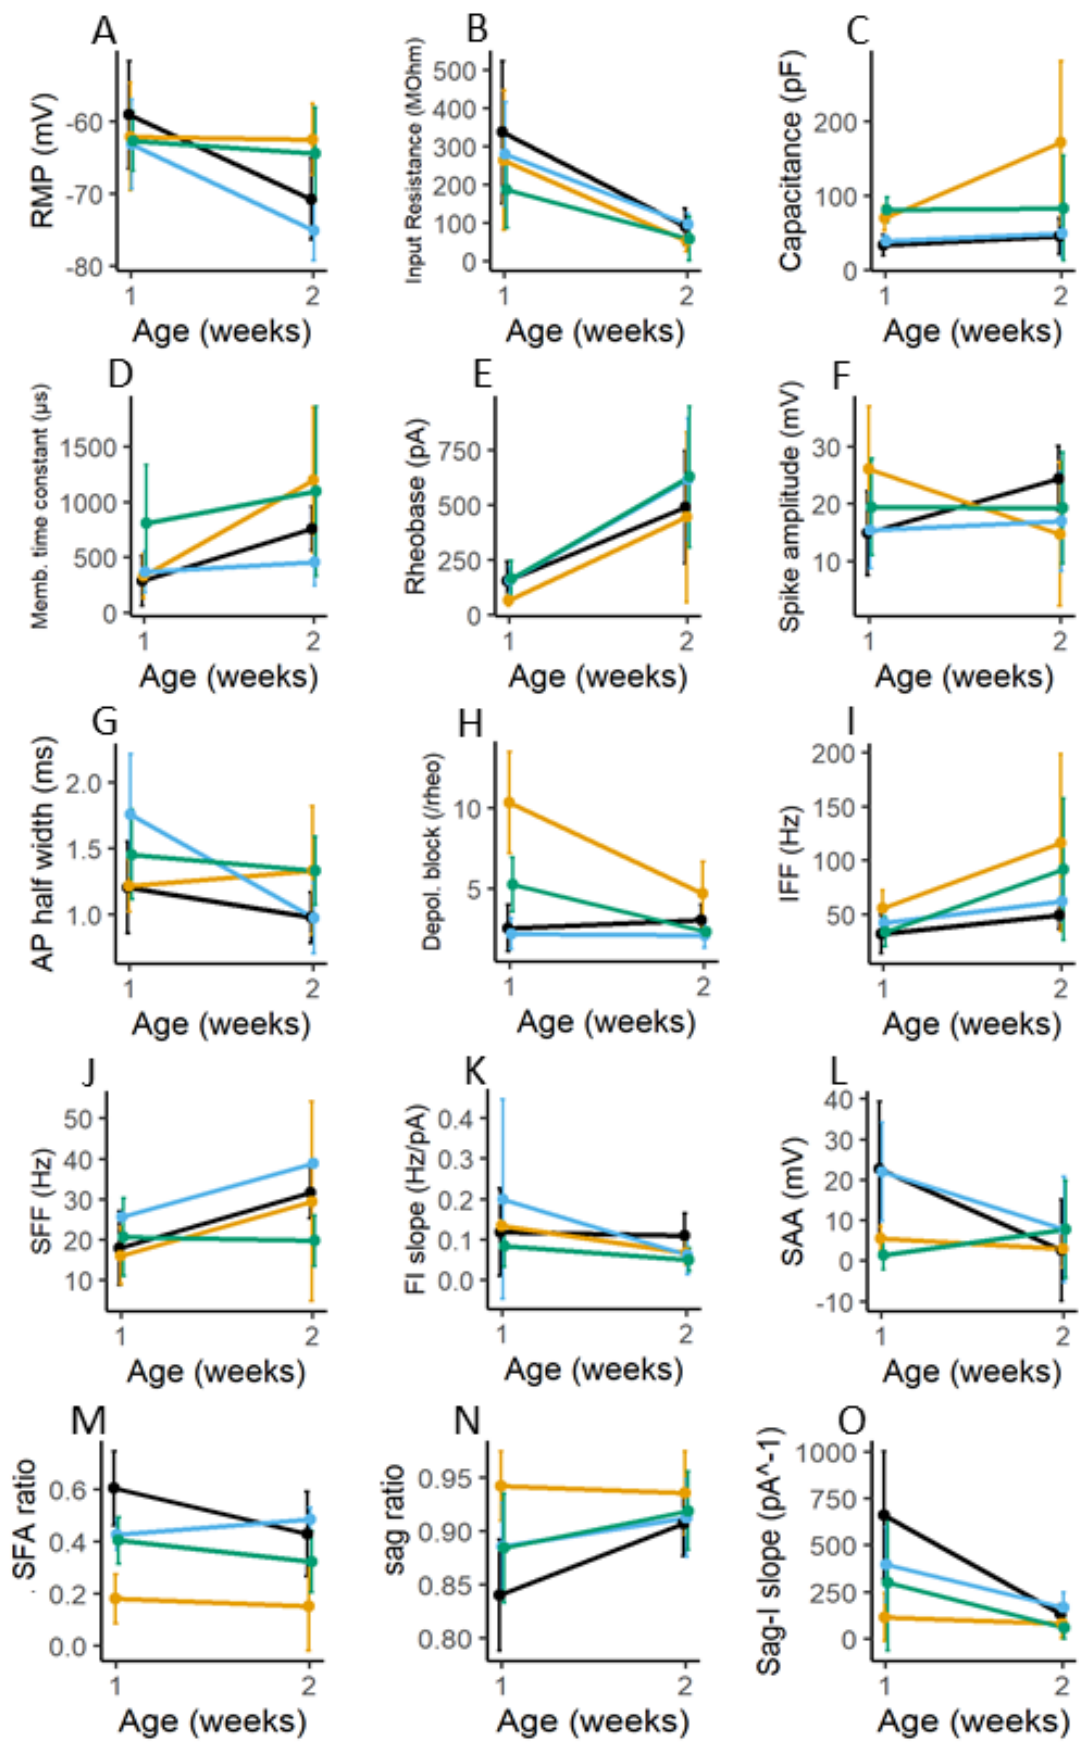 A
RMP (mV)
-60
-70
-80
1 2
Age (weeks)
B
Input Resistance (MOhm)
500
400
300
200
100
0
1 2
Age (weeks)
C
Capacitance (pF)
200
100
0
1 2
Age (weeks)
D
Memb. time constant (µs)
1500
1000
500
0
1 2
Age (weeks)
E
Rheobase (pA)
750
500
250
0
1 2
Age (weeks)
F
Spike amplitude (mV)
30
20
10
1 2
Age (weeks)
G
AP half width (ms)
2.0
1.5
1.0
1 2
Age (weeks)
H
Depol. block (/rheo)
10
5
1 2
Age (weeks)
I
IFF (Hz)
200
150
100
50
1 2
Age (weeks)
J
SFF (Hz)
50
40
30
20
10
1 2
Age (weeks)
K
FI slope (Hz/pA)
0.4
0.3
0.2
0.1
0.0
1 2
Age (weeks)
L
SAA (mV)
40
30
20
10
0
-10
1 2
Age (weeks)
M
SFA ratio
0.6
0.4
0.2
0.0
1 2
Age (weeks)
N
sag ratio
0.95
0.90
0.85
0.80
1 2
Age (weeks)
O
Sag-I slope (pA^-1)
1000
750
500
250
0
1 2
Age (weeks)